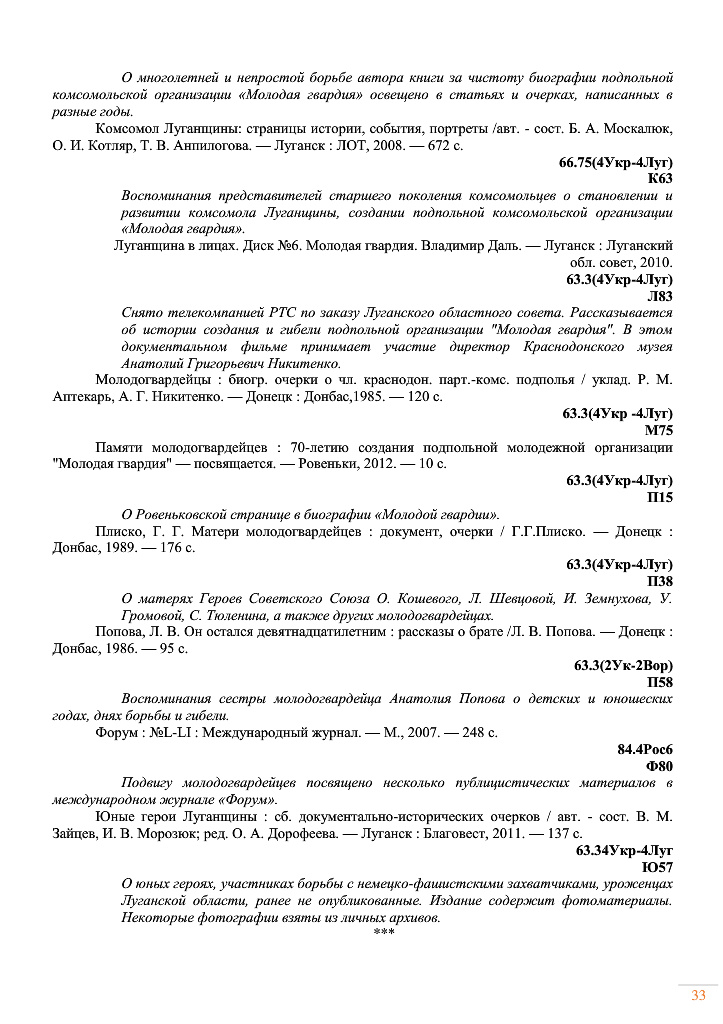 О многолетней и непростой борьбе автора книги за чистоту биографии подпольной
комсомольской организации «Молодая гвардия» освещено в статьях и очерках, написанных в
разные годы.
Комсомол Луганщины: страницы истории, события, портреты /авт. - сост. Б. А. Москалюк,
О. И. Котляр, Т. В. Анпилогова. — Луганск : ЛОТ, 2008. — 672 с.
66.75(4Укр-4Луг)
К63
Воспоминания представителей старшего поколения комсомольцев о становлении и
развитии комсомола Луганщины, создании подпольной комсомольской организации
«Молодая гвардия».
Луганщина в лицах. Диск №6. Молодая гвардия. Владимир Даль. — Луганск : Луганский
обл. совет, 2010.
63.3(4Укр-4Луг)
Л83
Снято телекомпанией РТС по заказу Луганского областного совета. Рассказывается
об истории создания и гибели подпольной организации "Молодая гвардия". В этом
документальном фильме принимает участие директор Краснодонского музея
Анатолий Григорьевич Никитенко.
Молодогвардейцы : биогр. очерки о чл. краснодон. парт.-комс. подполья / уклад. Р. М.
Аптекарь, А. Г. Никитенко. — Донецк : Донбас,1985. — 120 с.
63.3(4Укр -4Луг)
М75
Памяти молодогвардейцев : 70-летию создания подпольной молодежной организации
"Молодая гвардия" — посвящается. — Ровеньки, 2012. — 10 с.
63.3(4Укр-4Луг)
П15
О Ровеньковской странице в биографии «Молодой гвардии».
Плиско, Г. Г. Матери молодогвардейцев : документ, очерки / Г.Г.Плиско. — Донецк :
Донбас, 1989. — 176 с.
63.3(4Укр-4Луг)
П38
О матерях Героев Советского Союза О. Кошевого, Л. Шевцовой, И. Земнухова, У.
Громовой, С. Тюленина, а также других молодогвардейцах.
Попова, Л. В. Он остался девятнадцатилетним : рассказы о брате /Л. В. Попова. — Донецк :
Донбас, 1986. — 95 с.
63.3(2Ук-2Вор)
П58
Воспоминания сестры молодогвардейца Анатолия Попова о детских и юношеских
годах, днях борьбы и гибели.
Форум : №L-LI : Международный журнал. — М., 2007. — 248 с.
84.4Рос6
Ф80
Подвигу молодогвардейцев посвящено несколько публицистических материалов в
международном журнале «Форум».
Юные герои Луганщины : сб. документально-исторических очерков / авт. - сост. В. М.
Зайцев, И. В. Морозюк; ред. О. А. Дорофеева. — Луганск : Благовест, 2011. — 137 с.
63.34Укр-4Луг
Ю57
О юных героях, участниках борьбы с немецко-фашистскими захватчиками, уроженцах
Луганской области, ранее не опубликованные. Издание содержит фотоматериалы.
Некоторые фотографии взяты из личных архивов.
***
33